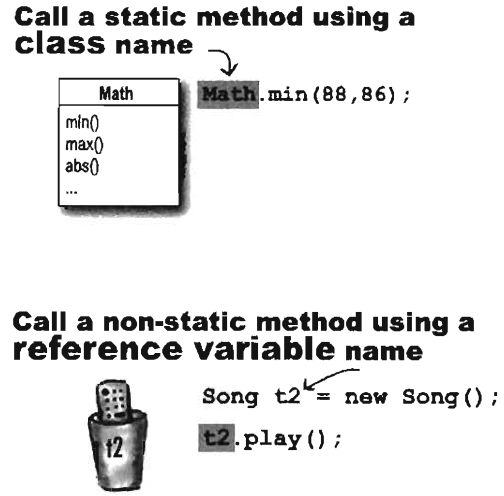 Call a static method using a
class name
Math
Math.min(88,86);
min()
max()
abs()
...
Call a non-static method using a
reference variable name
Song t2 = new Song();
t2
t2.play();